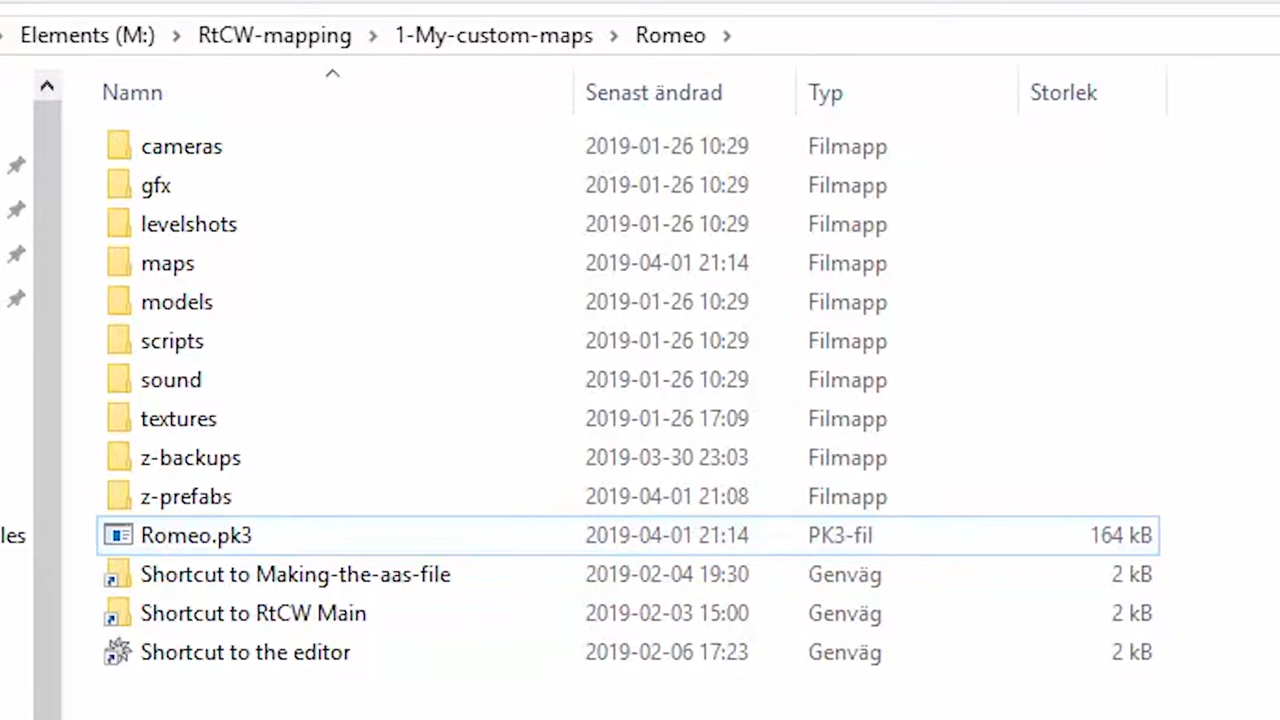 Elements (M:) > RtCW-mapping > 1-My-custom-maps > Romeo >
Namn Senast ändrad Typ Storlek
cameras 2019-01-26 10:29 Filmapp
gfx 2019-01-26 10:29 Filmapp
levelshots 2019-01-26 10:29 Filmapp
maps 2019-04-01 21:14 Filmapp
models 2019-01-26 10:29 Filmapp
scripts 2019-01-26 10:29 Filmapp
sound 2019-01-26 10:29 Filmapp
textures 2019-01-26 17:09 Filmapp
z-backups 2019-03-30 23:03 Filmapp
z-prefabs 2019-04-01 21:08 Filmapp
les Romeo.pk3 2019-04-01 21:14 PK3-fil 164 kB
Shortcut to Making-the-aas-file 2019-02-04 19:30 Genväg 2 kB
Shortcut to RtCW Main 2019-02-03 15:00 Genväg 2 kB
Shortcut to the editor 2019-02-06 17:23 Genväg 2 kB